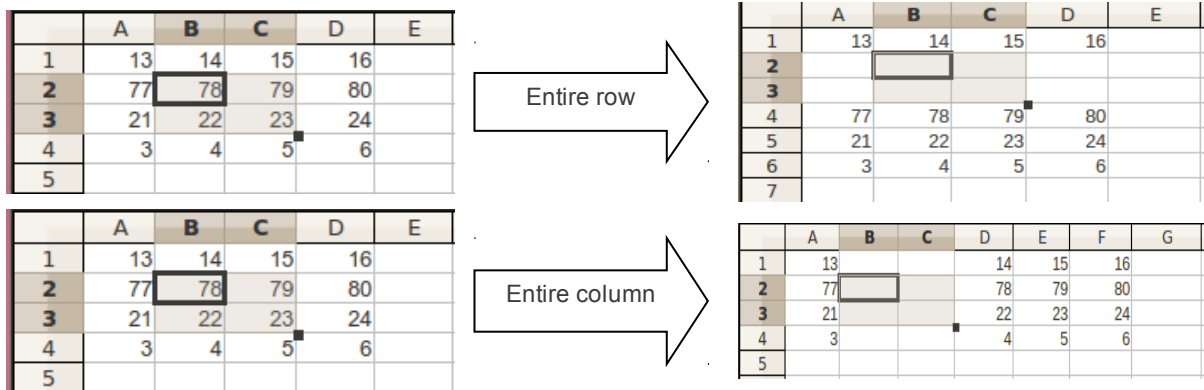 A B C D E
1 13 14 15 16
2 77 78 79 80
3 21 22 23 24
4 3 4 5 6
5
Entire row
A B C D E
1 13 14 15 16
2
3
4 77 78 79 80
5 21 22 23 24
6 3 4 5 6
7
A B C D E
1 13 14 15 16
2 77 78 79 80
3 21 22 23 24
4 3 4 5 6
5
Entire column
A B C D E F G
1 13 14 15 16
2 77 78 79 80
3 21 22 23 24
4 3 4 5 6
5